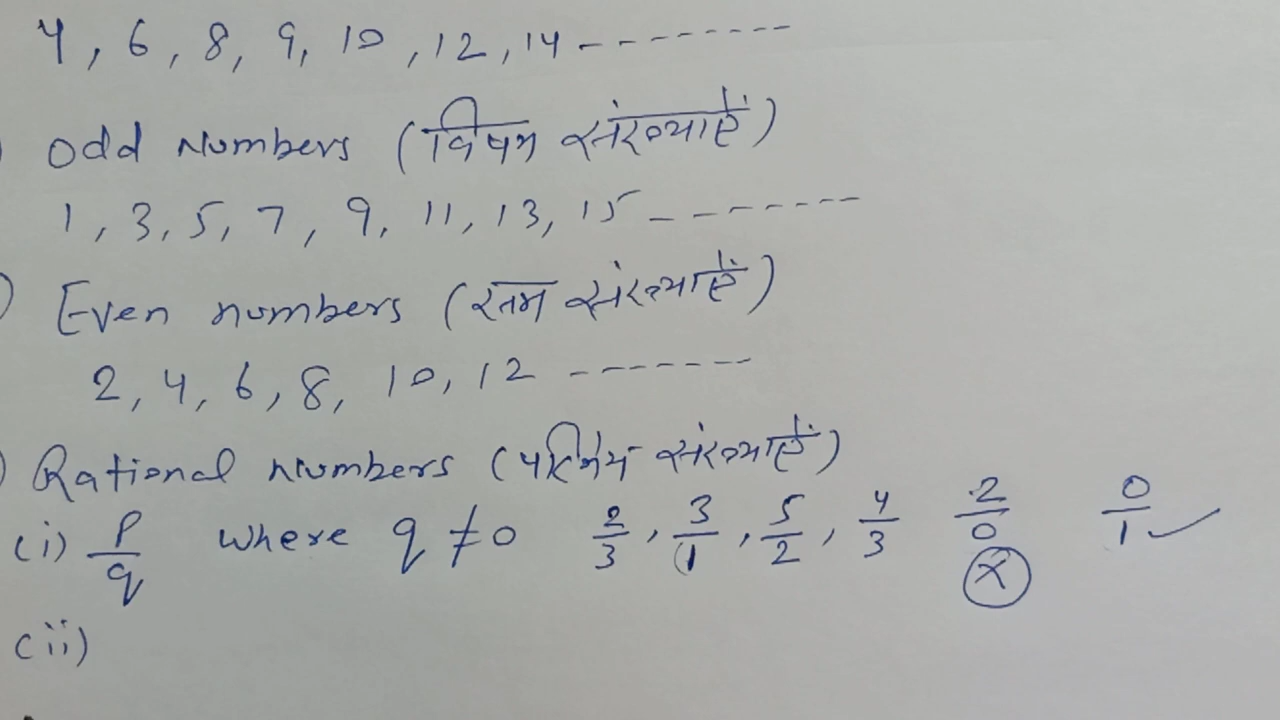 4, 6, 8, 9, 10, 12, 14 --------
) Odd Numbers (विषम संख्याएँ)
1, 3, 5, 7, 9, 11, 13, 15 --------
) Even numbers (सम संख्याएँ)
2, 4, 6, 8, 10, 12 -------
) Rational numbers (परिमेय संख्याएँ)
(i) p/q where q ≠ 0 2/3, 3/1, 5/2, 4/3 2/0 ⓧ 0/1 ✓
(ii)